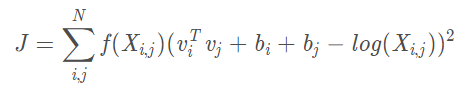 J = \sum_{i,j}^{N} f(X_{i,j})(v_i^T v_j + b_i + b_j - log(X_{i,j}))^2